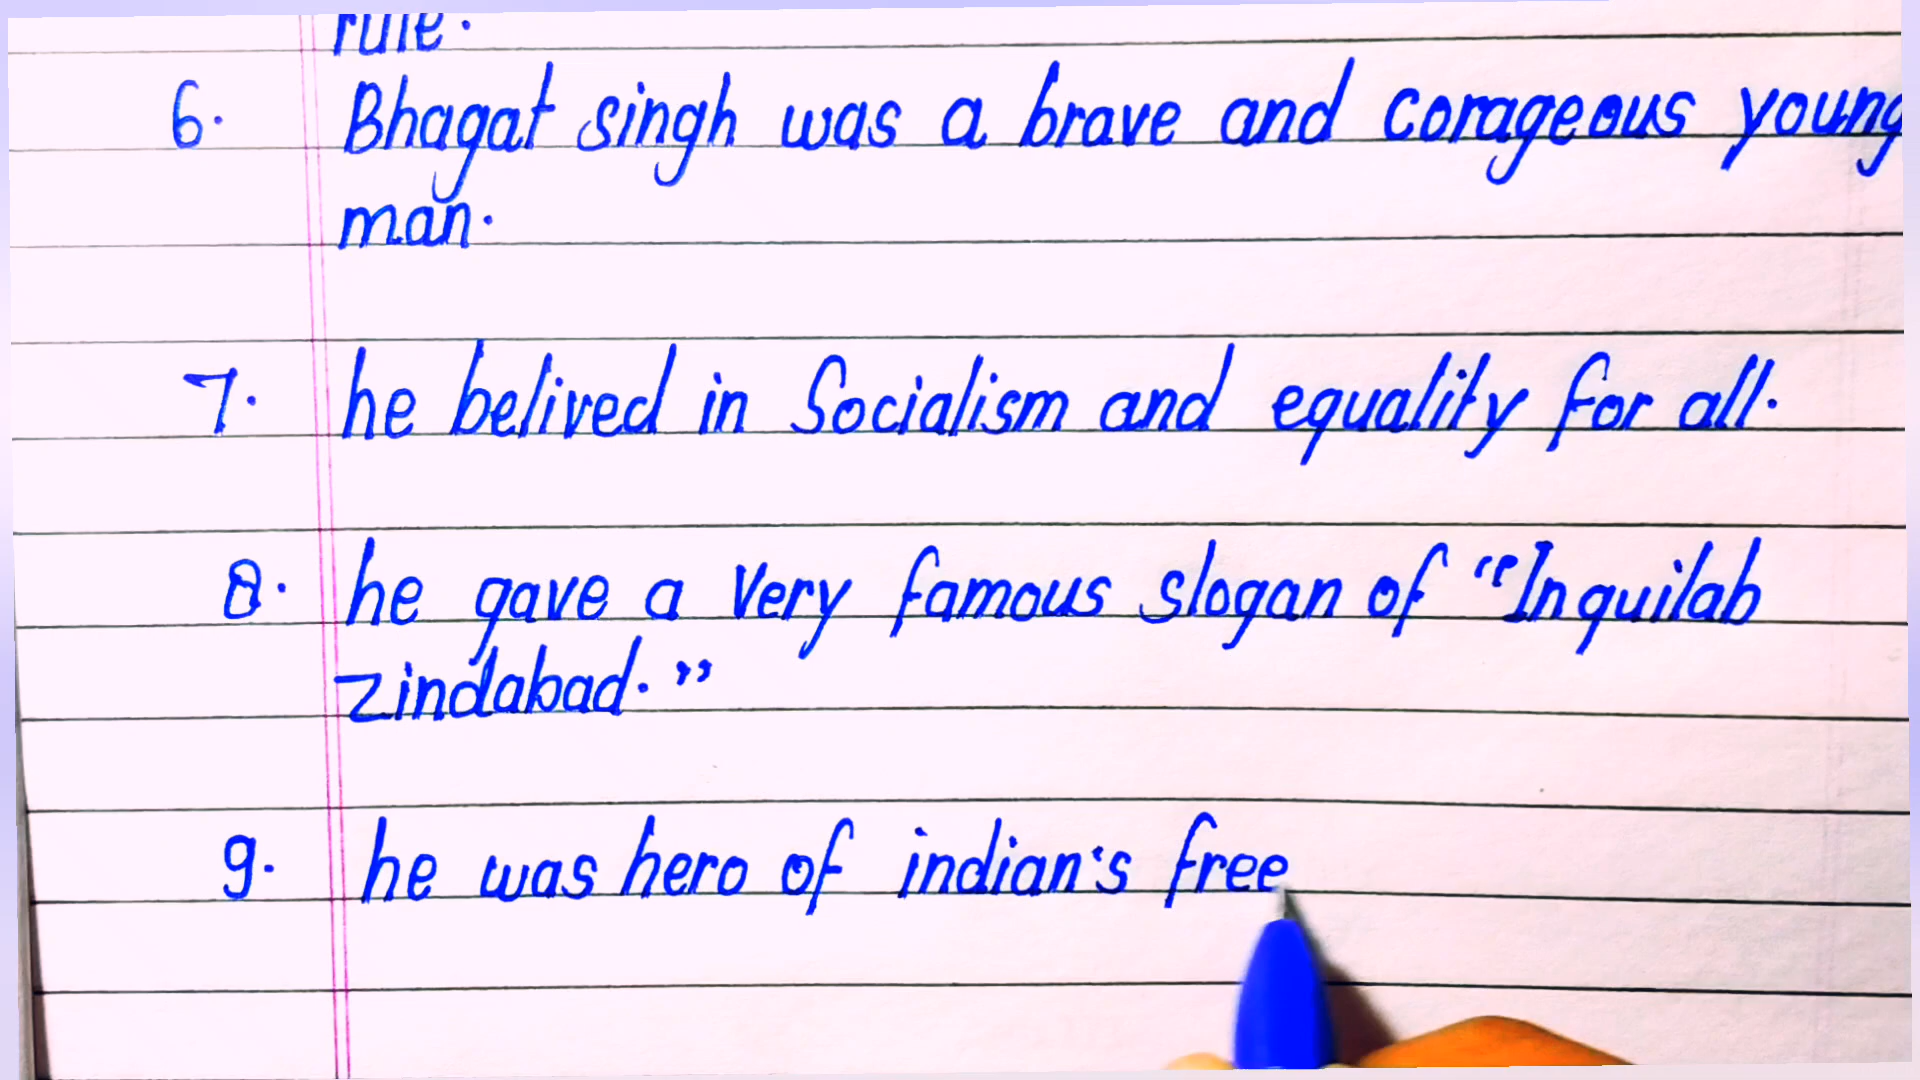 rule.
6. Bhagat singh was a brave and corageous young
man.
7. he belived in Socialism and equality for all.
8. he gave a Very famous slogan of "Inquilab
Zindabad."
9. he was hero of indian's free